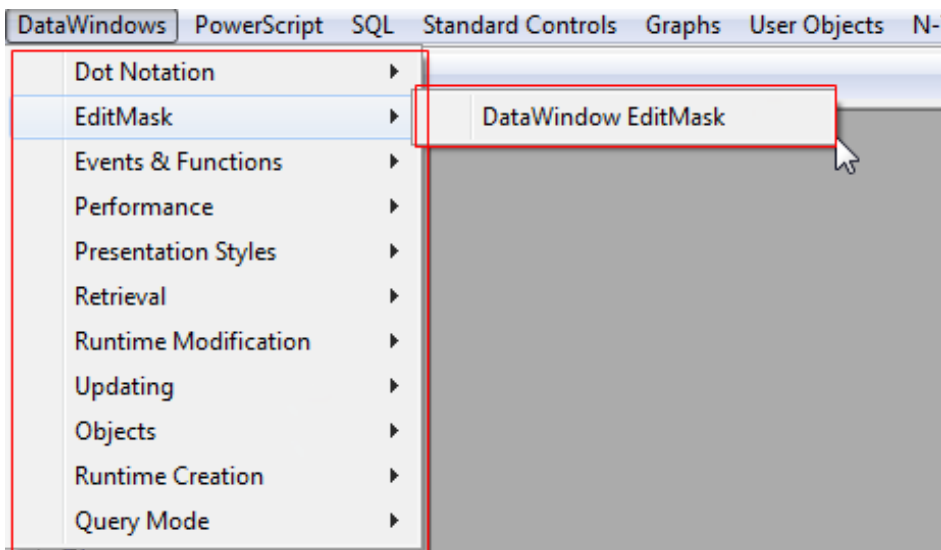 DataWindows PowerScript SQL Standard Controls Graphs User Objects N-
Dot Notation
EditMask
DataWindow EditMask
Events & Functions
Performance
Presentation Styles
Retrieval
Runtime Modification
Updating
Objects
Runtime Creation
Query Mode